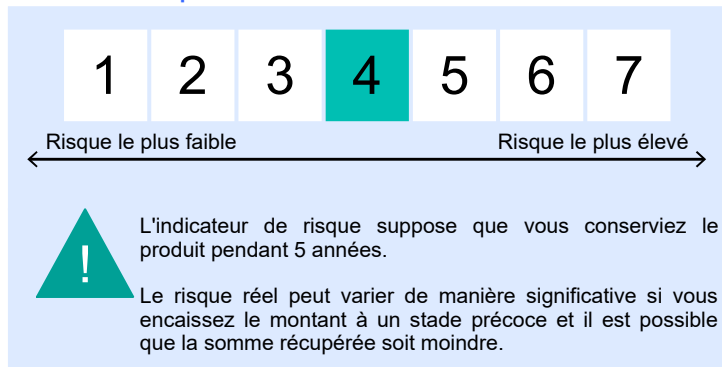 1 2 3 4 5 6 7
Risque le plus faible Risque le plus élevé
!
L'indicateur de risque suppose que vous conserviez le
produit pendant 5 années.
Le risque réel peut varier de manière significative si vous
encaissez le montant à un stade précoce et il est possible
que la somme récupérée soit moindre.